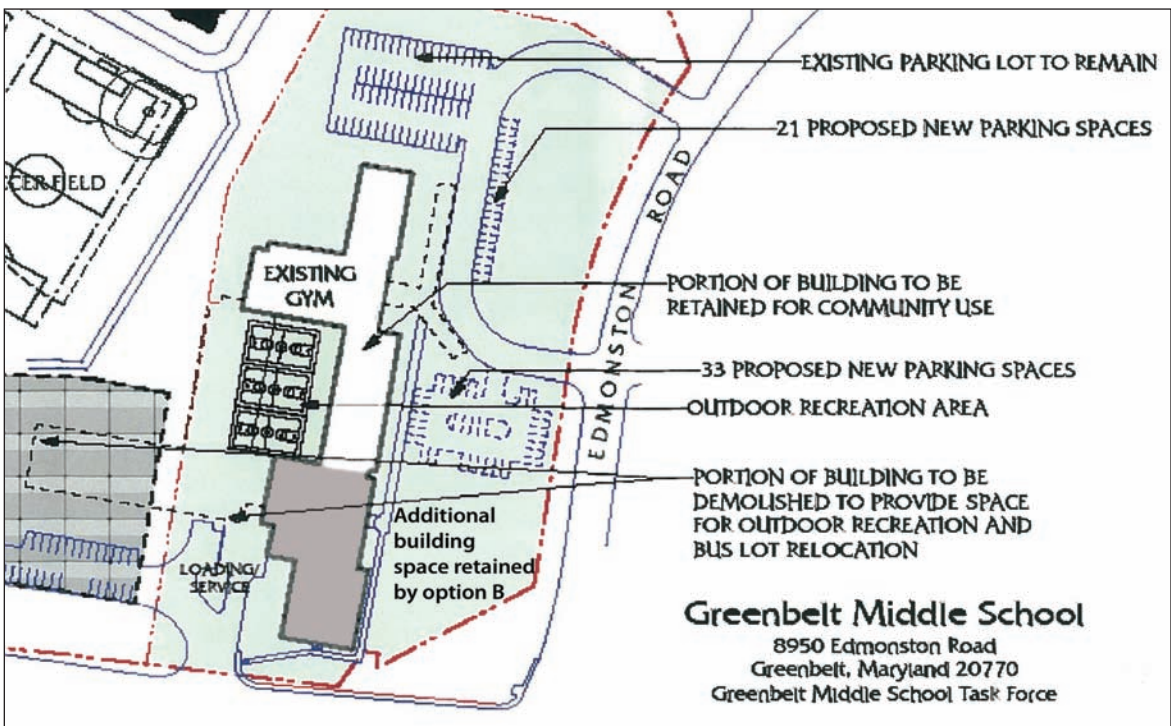 EXISTING PARKING LOT TO REMAIN
21 PROPOSED NEW PARKING SPACES
EDMONSTON ROAD
CER FIELD
EXISTING
GYM
PORTION OF BUILDING TO BE
RETAINED FOR COMMUNITY USE
33 PROPOSED NEW PARKING SPACES
OUTDOOR RECREATION AREA
PORTION OF BUILDING TO BE
DEMOLISHED TO PROVIDE SPACE
FOR OUTDOOR RECREATION AND
BUS LOT RELOCATION
Additional
building
space retained
by option B
LOADING/
SERVICE
Greenbelt Middle School
8950 Edmonston Road
Greenbelt, Maryland 20770
Greenbelt Middle School Task Force